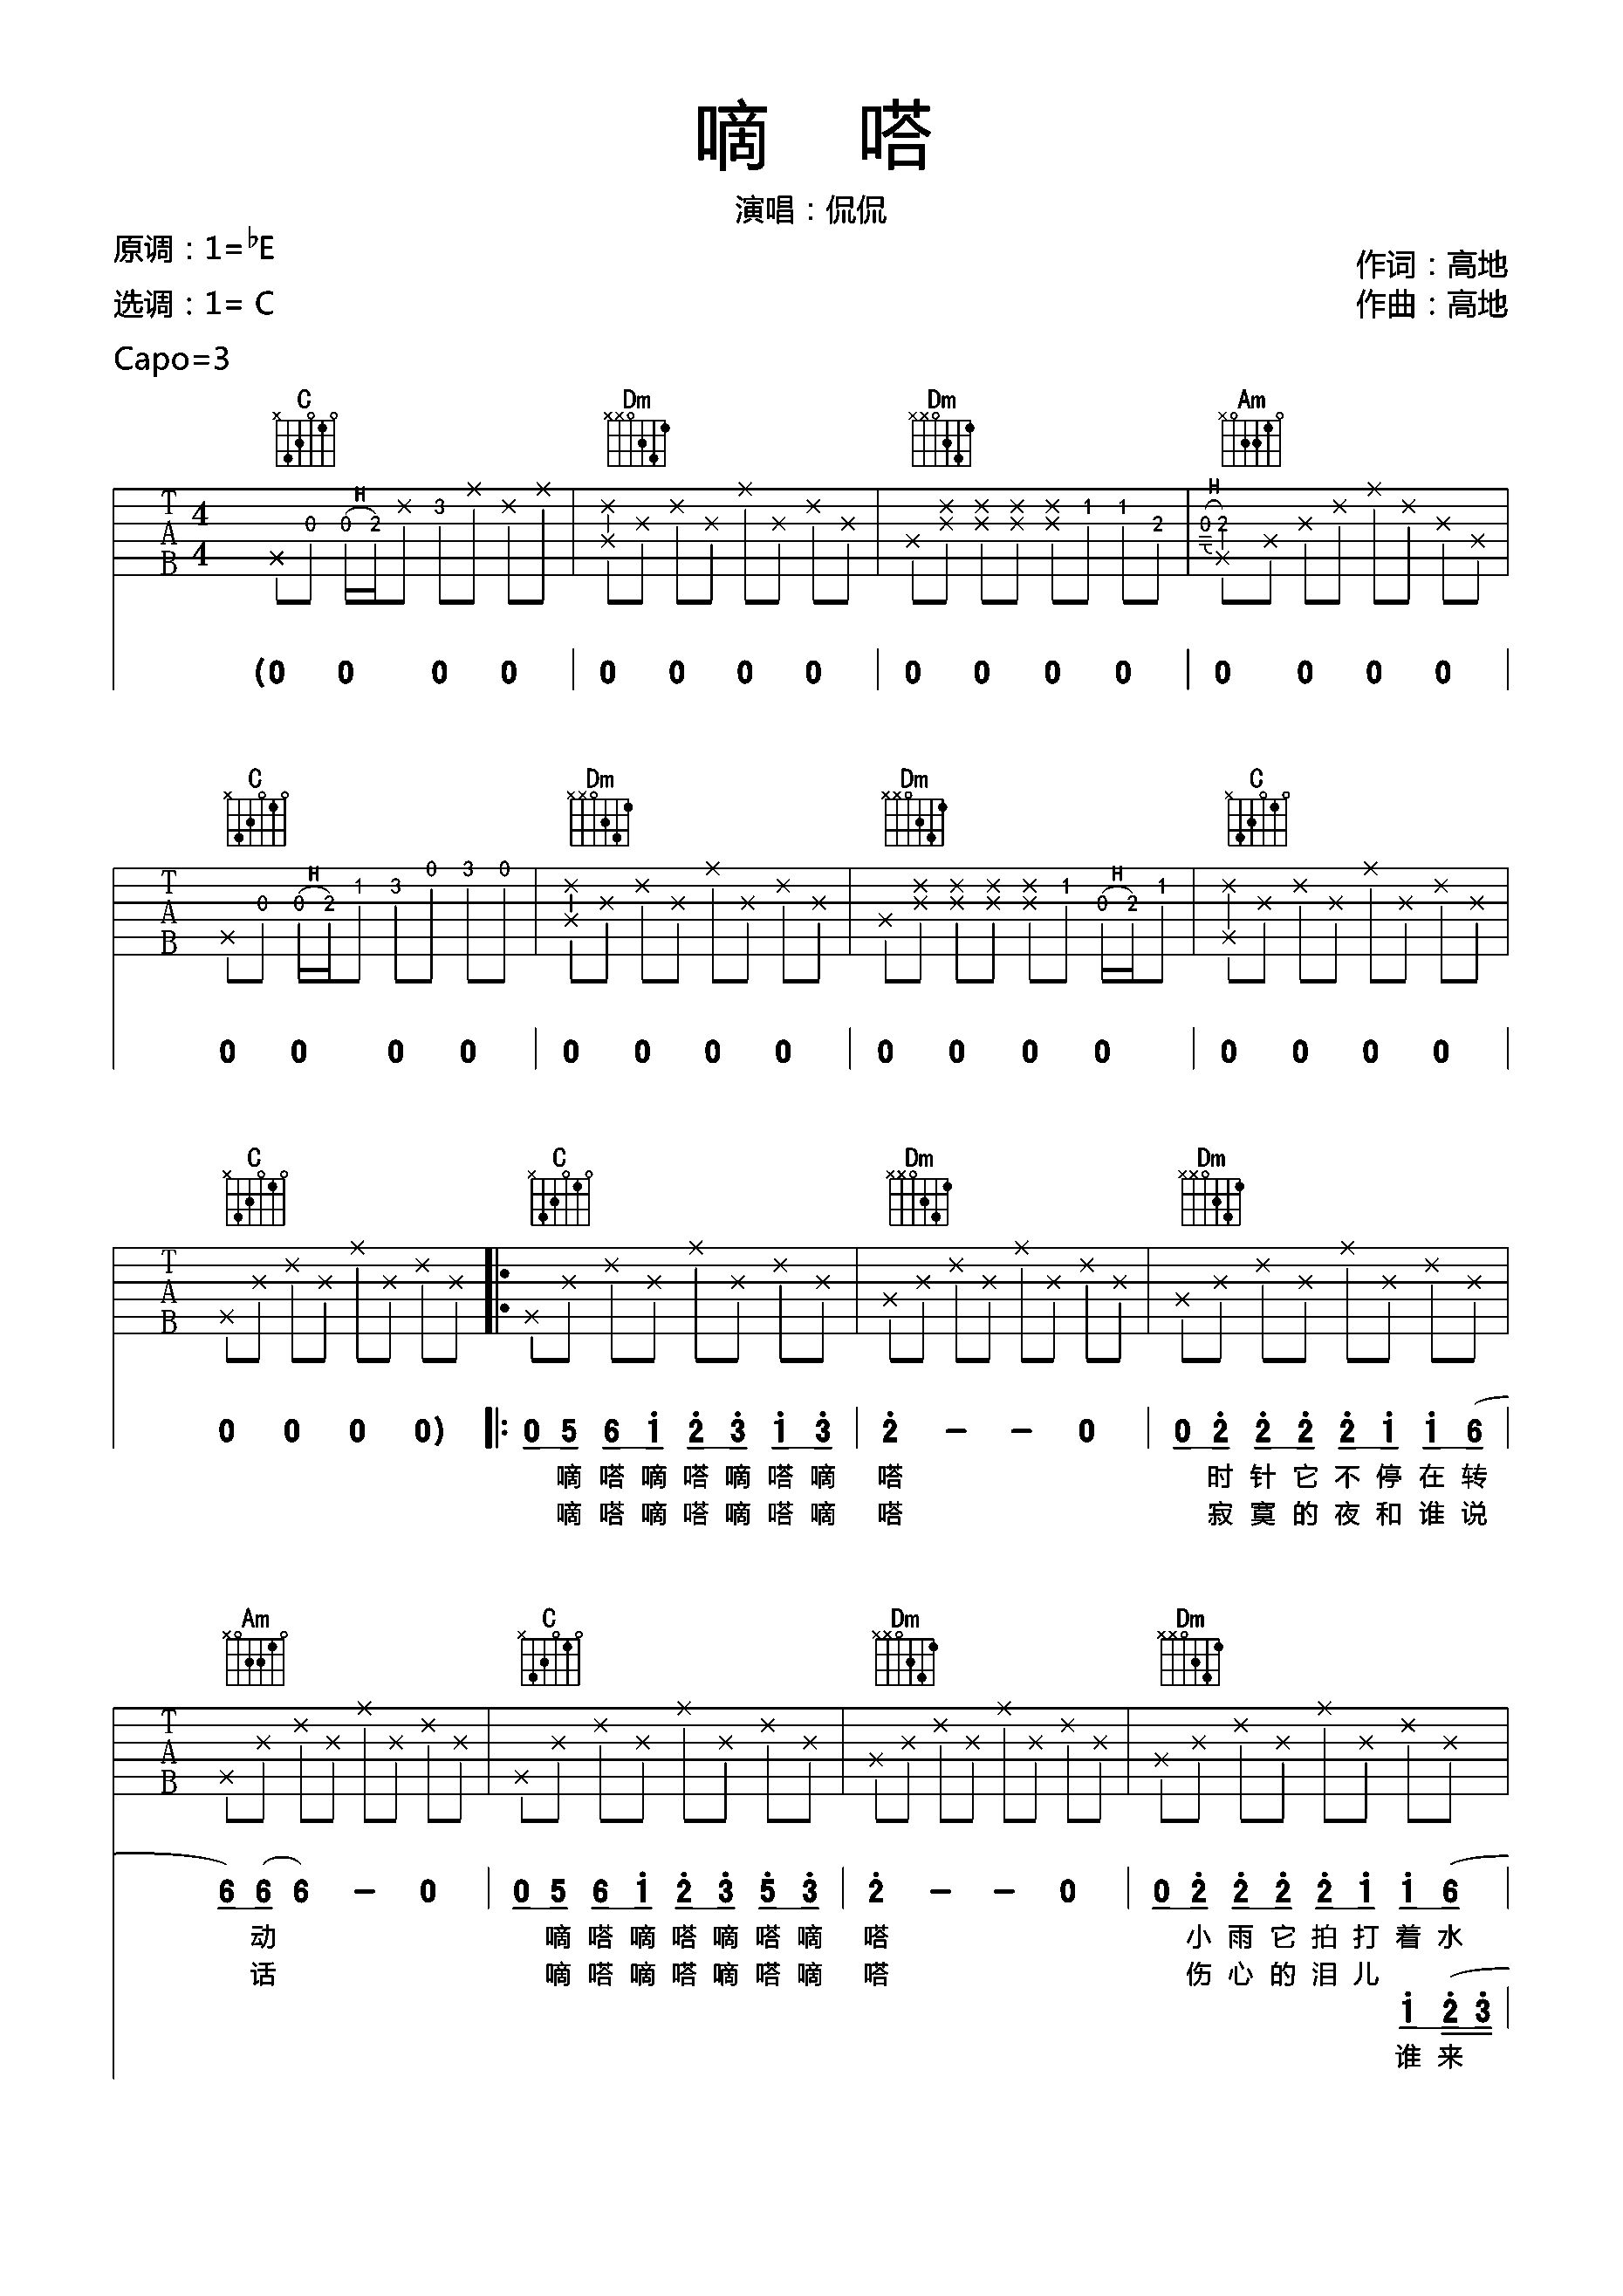 嘀 嗒
演唱：侃侃
原调：1=♭E
作词：高地
选调：1= C
作曲：高地
Capo=3
C Dm Dm Am
H H
T A B 4 4 0 0 2 3 1 1 2 0 2
(0 0 0 0 | 0 0 0 0 | 0 0 0 0 | 0 0 0 0 |
C Dm Dm C
H H
T A B 0 0 2 1 3 0 3 0 1 0 2 1
0 0 0 0 | 0 0 0 0 | 0 0 0 0 | 0 0 0 0 |
C C Dm Dm
T A B
0 0 0 0) |: 0 5 6 1̇ 2̇ 3̇ 1̇ 3̇ | 2̇ - - 0 | 0 2̇ 2̇ 2̇ 2̇ 1̇ 1̇ 6 |
嘀 嗒 嘀 嗒 嘀 嗒 嘀 嗒 时 针 它 不 停 在 转
嘀 嗒 嘀 嗒 嘀 嗒 嘀 嗒 寂 寞 的 夜 和 谁 说
Am C Dm Dm
T A B
6 6 6 - 0 | 0 5 6 1̇ 2̇ 3̇ 5̇ 3̇ | 2̇ - - 0 | 0 2̇ 2̇ 2̇ 2̇ 1̇ 1̇ 6 |
动 嘀 嗒 嘀 嗒 嘀 嗒 嘀 嗒 小 雨 它 拍 打 着 水
话 嘀 嗒 嘀 嗒 嘀 嗒 嘀 嗒 伤 心 的 泪 儿
1̇ 2̇ 3̇ |
谁 来